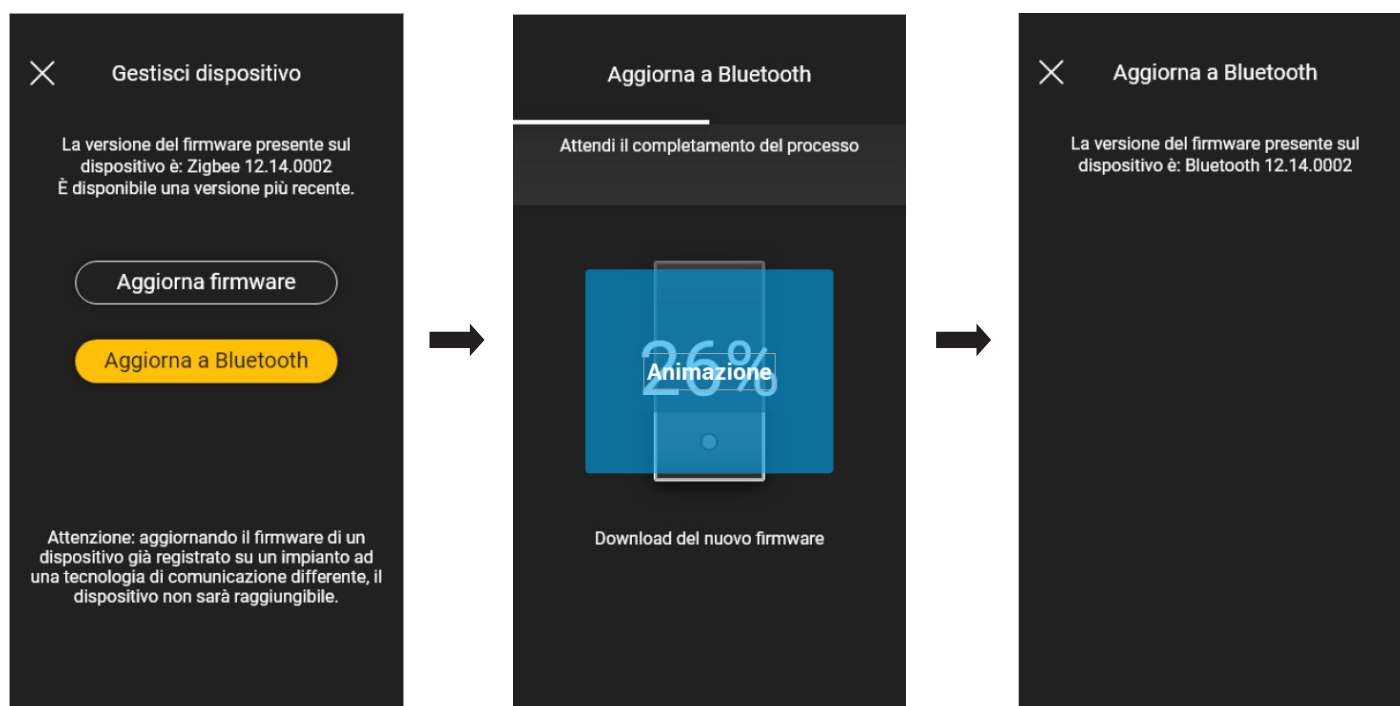 Gestisci dispositivo
La versione del firmware presente sul
dispositivo è: Zigbee 12.14.0002
È disponibile una versione più recente.
Aggiorna firmware
Aggiorna a Bluetooth
Attenzione: aggiornando il firmware di un
dispositivo già registrato su un impianto ad
una tecnologia di comunicazione differente, il
dispositivo non sarà raggiungibile.
Aggiorna a Bluetooth
Attendi il completamento del processo
26%
Animazione
Download del nuovo firmware
Aggiorna a Bluetooth
La versione del firmware presente sul
dispositivo è: Bluetooth 12.14.0002